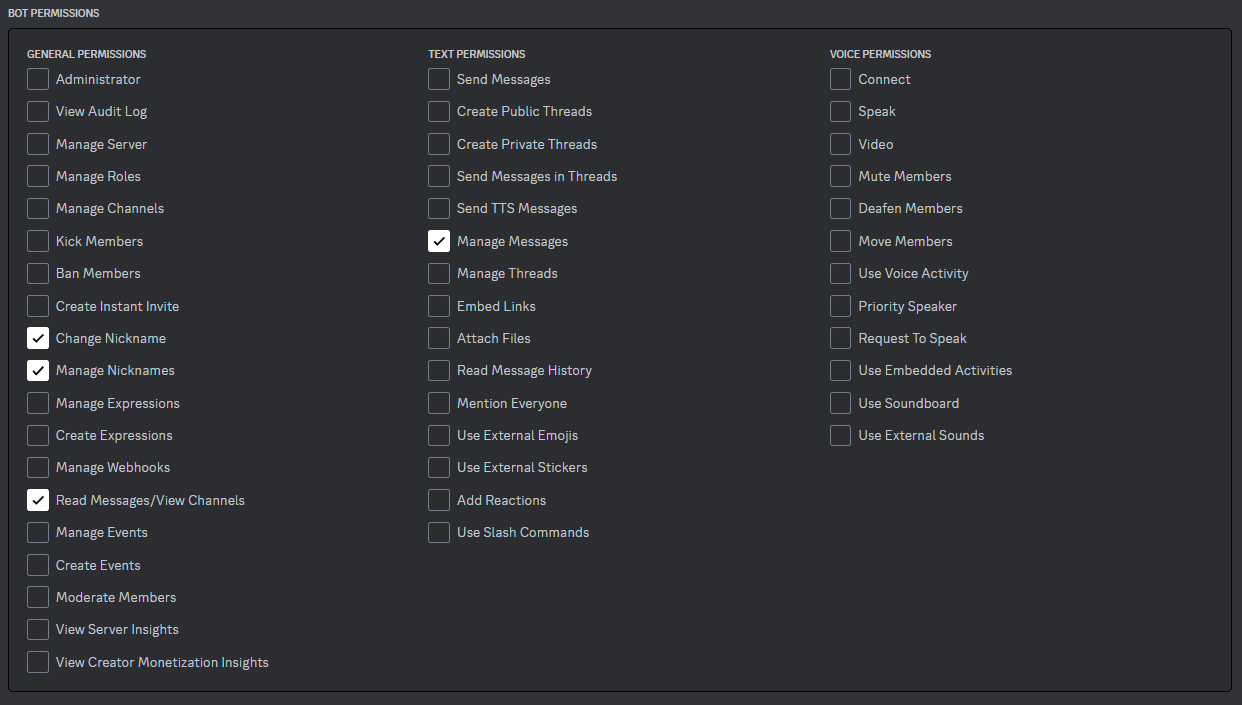 BOT PERMISSIONS
GENERAL PERMISSIONS
Administrator
View Audit Log
Manage Server
Manage Roles
Manage Channels
Kick Members
Ban Members
Create Instant Invite
Change Nickname
Manage Nicknames
Manage Expressions
Create Expressions
Manage Webhooks
Read Messages/View Channels
Manage Events
Create Events
Moderate Members
View Server Insights
View Creator Monetization Insights
TEXT PERMISSIONS
Send Messages
Create Public Threads
Create Private Threads
Send Messages in Threads
Send TTS Messages
Manage Messages
Manage Threads
Embed Links
Attach Files
Read Message History
Mention Everyone
Use External Emojis
Use External Stickers
Add Reactions
Use Slash Commands
VOICE PERMISSIONS
Connect
Speak
Video
Mute Members
Deafen Members
Move Members
Use Voice Activity
Priority Speaker
Request To Speak
Use Embedded Activities
Use Soundboard
Use External Sounds